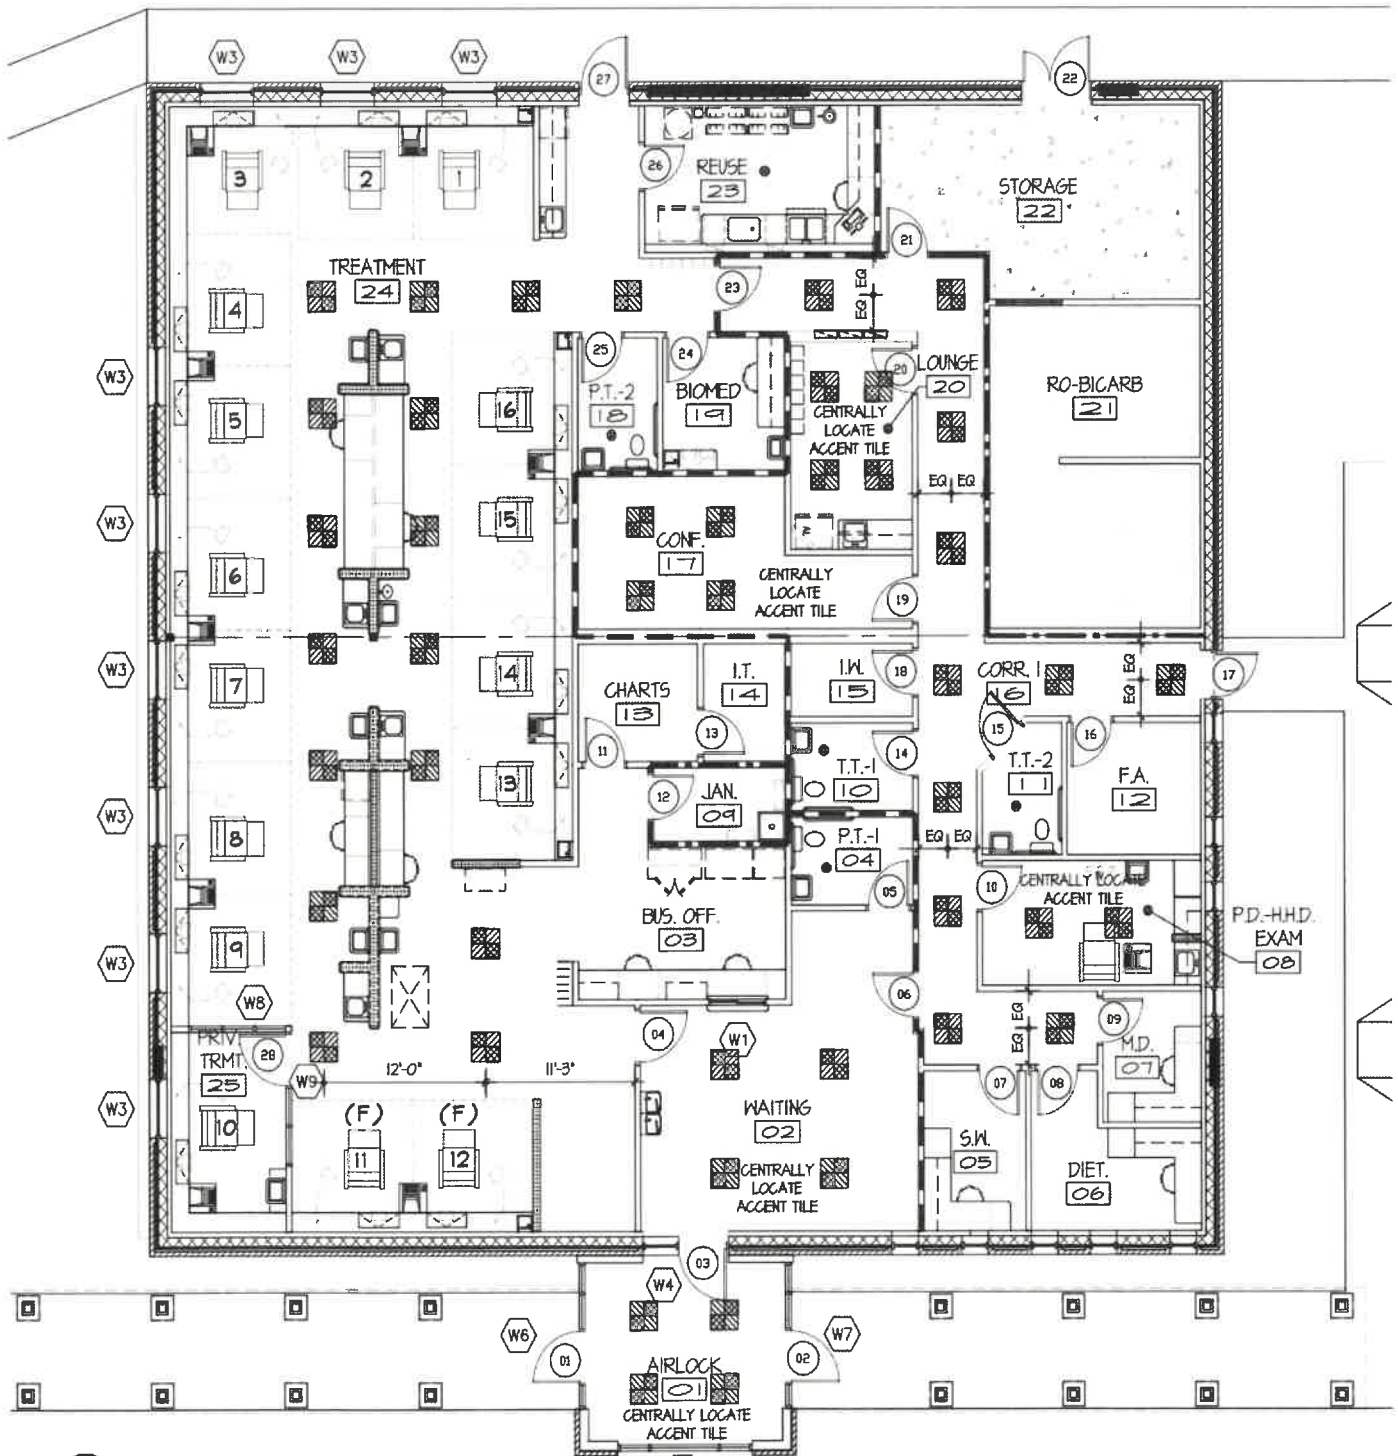 W3
W3
W3
27
22
26
REUSE
23
STORAGE
22
3
2
1
21
TREATMENT
24
23
EQ
EQ
4
25
24
20
LOUNGE
20
W3
P.T.-2
18
BIOMED
19
RO-BICARB
21
5
16
CENTRALLY
LOCATE
ACCENT TILE
EQ
EQ
W3
15
CONF.
17
6
CENTRALLY
LOCATE
ACCENT TILE
19
W3
7
14
CHARTS
13
I.T.
14
I.W.
15
18
CORR. 1
16
EQ
EQ
17
11
13
15
16
14
T.T.-1
10
T.T.-2
11
F.A.
12
W3
8
13
12
JAN.
09
EQ
EQ
P.T.-1
04
05
10
CENTRALLY LOCATE
ACCENT TILE
P.D.-H.H.D.
EXAM
08
BUS. OFF.
03
W3
9
W8
06
EQ
EQ
09
M.D.
07
PRIV.
TRMT.
25
28
W9
12'-0"
11'-3"
04
W1
07
08
W3
10
(F)
11
(F)
12
WAITING
02
CENTRALLY
LOCATE
ACCENT TILE
S.W.
05
DIET.
06
03
W4
W6
01
02
W7
AIRLOCK
01
CENTRALLY LOCATE
ACCENT TILE